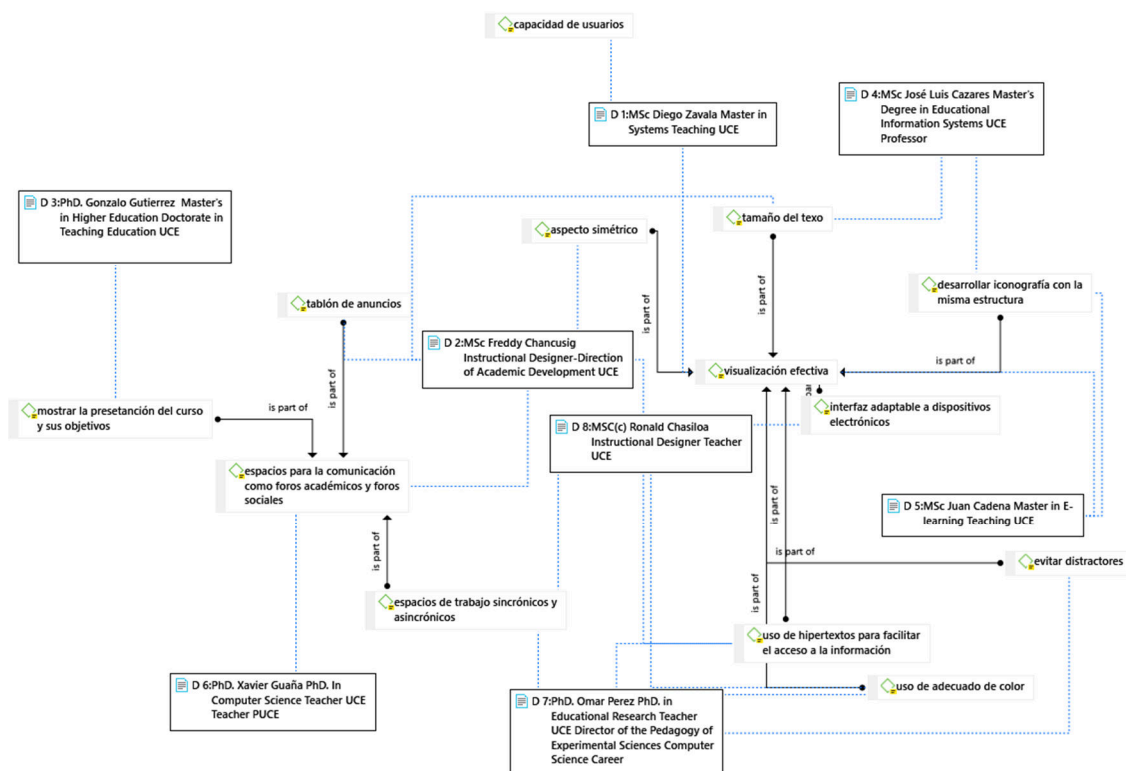 capacidad de usuarios
D 1:MSc Diego Zavala Master in
Systems Teaching UCE
D 4:MSc José Luis Cazares Master's
Degree in Educational
Information Systems UCE
Professor
D 3:PhD. Gonzalo Gutierrez Master's
in Higher Education Doctorate in
Teaching Education UCE
aspecto simétrico
tamaño del texo
is part of
is part of
desarrollar iconografía con la
misma estructura
tablón de anuncios
is part of
D 2:MSc Freddy Chancusig
Instructional Designer-Direction
of Academic Development UCE
visualización efectiva
is part of
mostrar la presetanción del curso
y sus objetivos
is part of
interfaz adaptable a dispositivos
electrónicos
D 8:MSC(c) Ronald Chasiloa
Instructional Designer Teacher
UCE
espacios para la comunicación
como foros académicos y foros
sociales
is part of
D 5:MSc Juan Cadena Master in E-
learning Teaching UCE
is part of
is part of
evitar distractores
is part of
espacios de trabajo sincrónicos y
asincrónicos
uso de hipertextos para facilitar
el acceso a la información
uso de adecuado de color
D 6:PhD. Xavier Guaña PhD. In
Computer Science Teacher UCE
Teacher PUCE
D 7:PhD. Omar Perez PhD. in
Educational Research Teacher
UCE Director of the Pedagogy of
Experimental Sciences Computer
Science Career